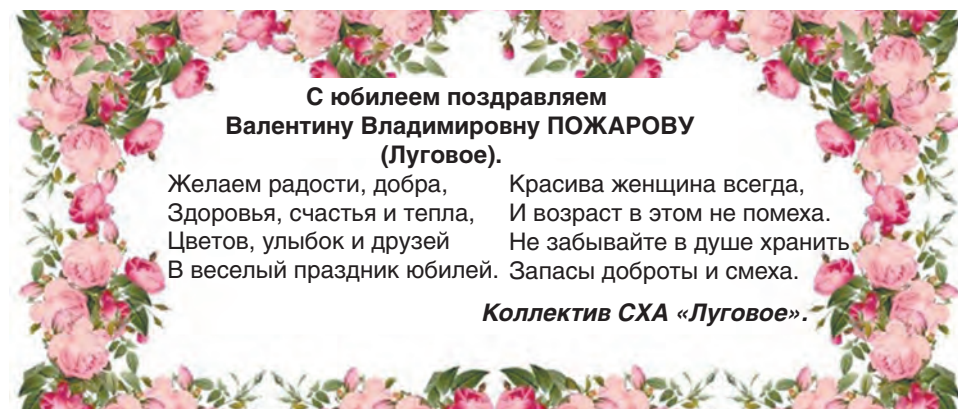 С юбилеем поздравляем
Валентину Владимировну ПОЖАРОВУ
(Луговое).
Желаем радости, добра,
Здоровья, счастья и тепла,
Цветов, улыбок и друзей
В веселый праздник юбилей.
Красива женщина всегда,
И возраст в этом не помеха.
Не забывайте в душе хранить
Запасы доброты и смеха.
Коллектив СХА «Луговое».